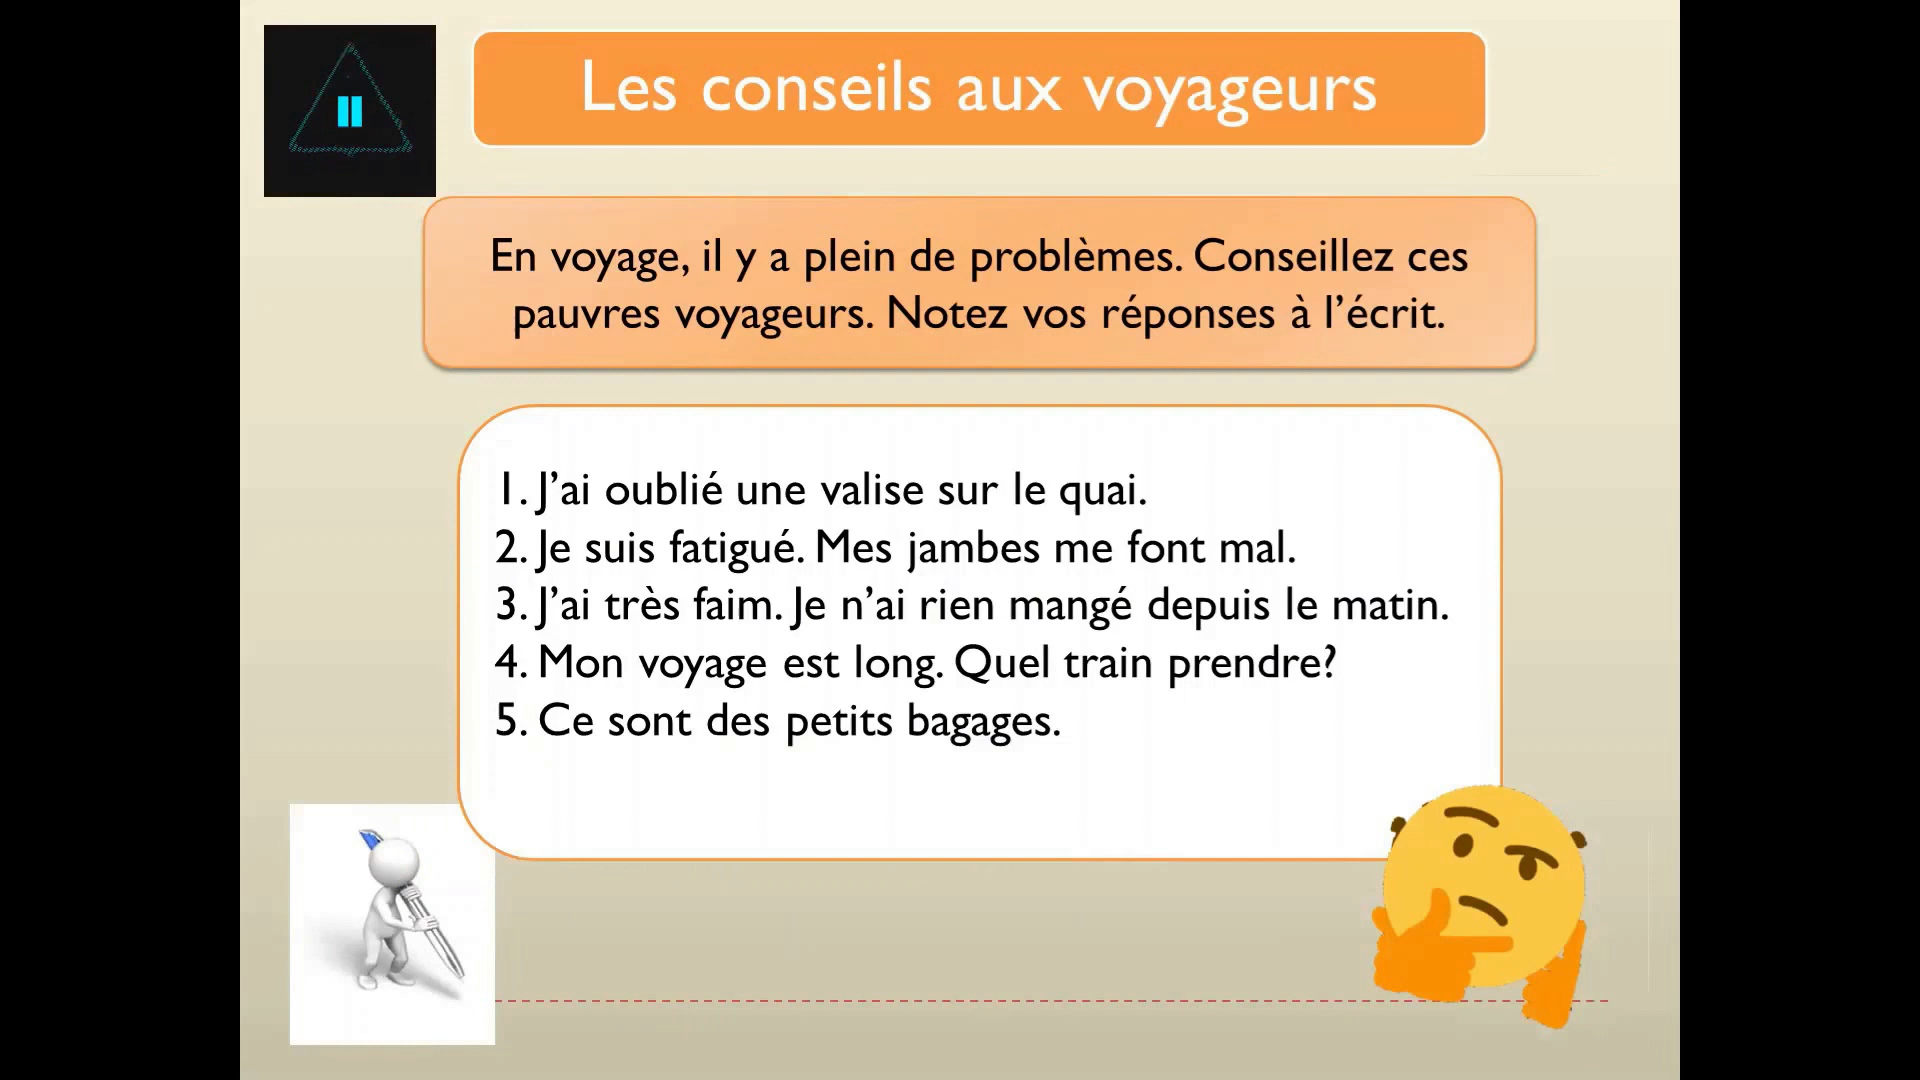 Les conseils aux voyageurs
En voyage, il y a plein de problèmes. Conseillez ces
pauvres voyageurs. Notez vos réponses à l’écrit.
1. J’ai oublié une valise sur le quai.
2. Je suis fatigué. Mes jambes me font mal.
3. J’ai très faim. Je n’ai rien mangé depuis le matin.
4. Mon voyage est long. Quel train prendre?
5. Ce sont des petits bagages.